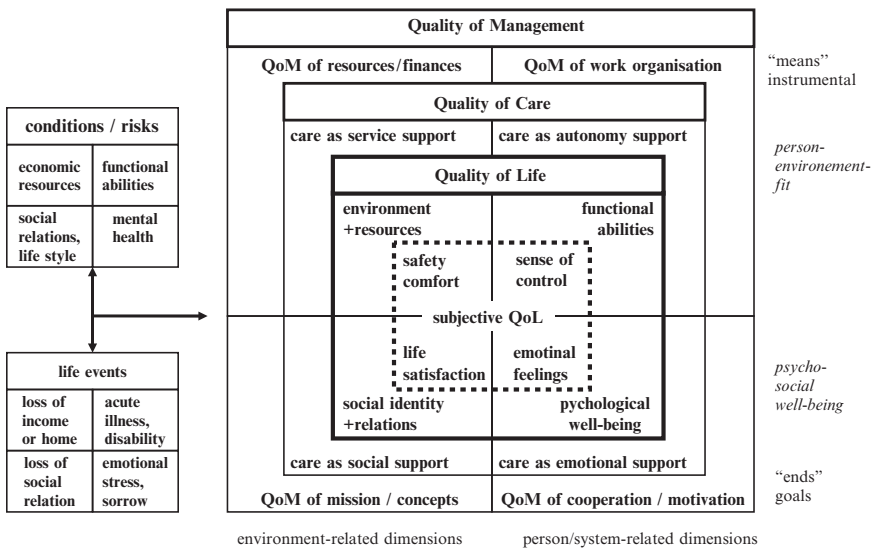 conditions / risks
economic
resources
functional
abilities
social
relations,
life style
mental
health
life events
loss of
income
or home
acute
illness,
disability
loss of
social
relation
emotional
stress,
sorrow
Quality of Management
QoM of resources/finances
QoM of work organisation
Quality of Care
care as service support
care as autonomy support
Quality of Life
environment
+resources
functional
abilities
safety
comfort
sense of
control
subjective QoL
life
satisfaction
emotinal
feelings
social identity
+relations
pychological
well-being
care as social support
care as emotional support
QoM of mission / concepts
QoM of cooperation / motivation
environment-related dimensions
person/system-related dimensions
“means”
instrumental
person-
environement-
fit
psycho-
social
well-being
“ends”
goals